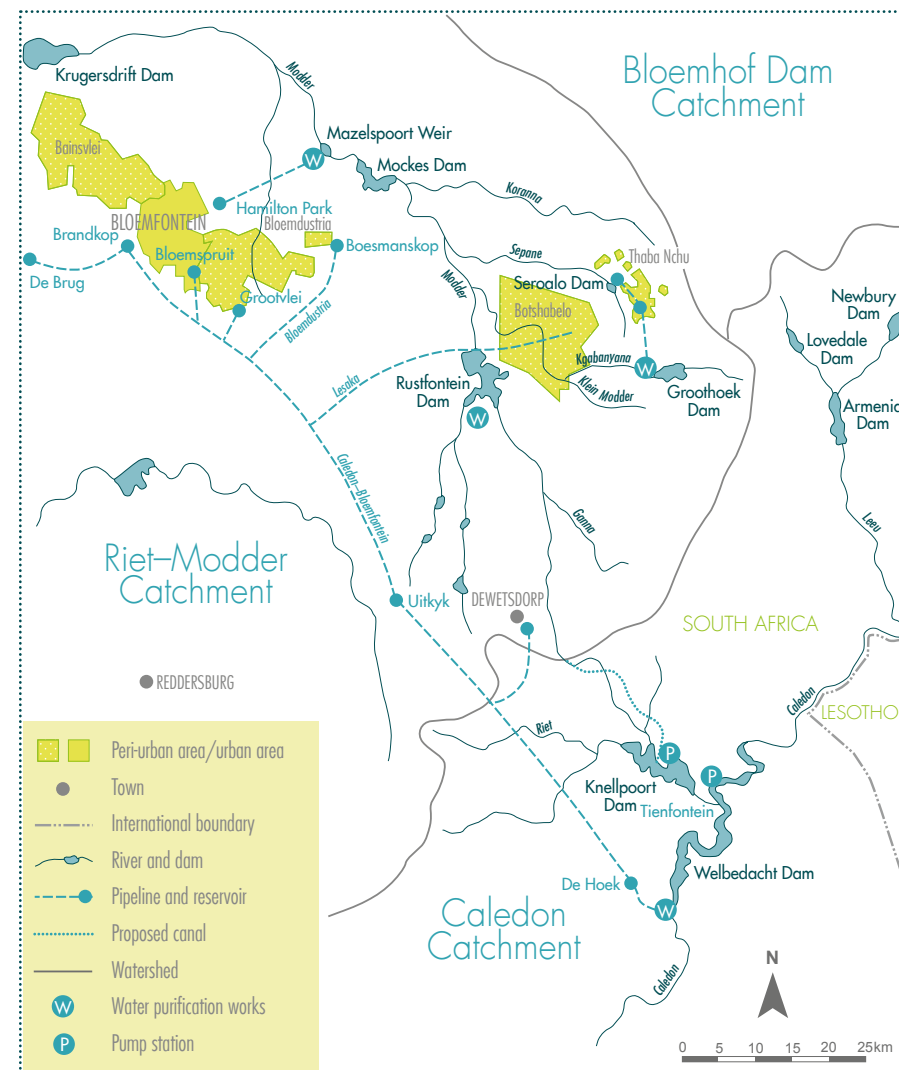 Bloemhof Dam
Catchment
Krugersdrift Dam
Modder
Mazelspoort Weir
W
Mockes Dam
Bainsvlei
Koranna
Hamilton Park
BLOEMFONTEIN
Bloemdustria
Brandkop
Boesmanskop
Sepane
Thaba Nchu
Bloemspruit
De Brug
Modder
Seroalo Dam
Newbury
Dam
Grootvlei
Botshabelo
Lovedale
Dam
Bloemdustria
Kgabanyana
W
Lesaka
Rustfontein
Dam
Klein Modder
Groothoek
Dam
Armenia
Dam
W
Caledon–Bloemfontein
Ganna
Leeu
Riet–Modder
Catchment
Uitkyk
DEWETSDORP
SOUTH AFRICA
REDDERSBURG
Caledon
LESOTHO
Riet
P
P
Knellpoort
Dam
Tienfontein
Welbedacht Dam
De Hoek
W
Caledon
Catchment
Caledon
Peri-urban area/urban area
Town
International boundary
River and dam
Pipeline and reservoir
Proposed canal
Watershed
W Water purification works
P Pump station
N
0 5 10 15 20 25km